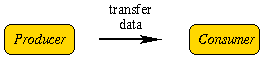 transfer
data
Producer
Consumer